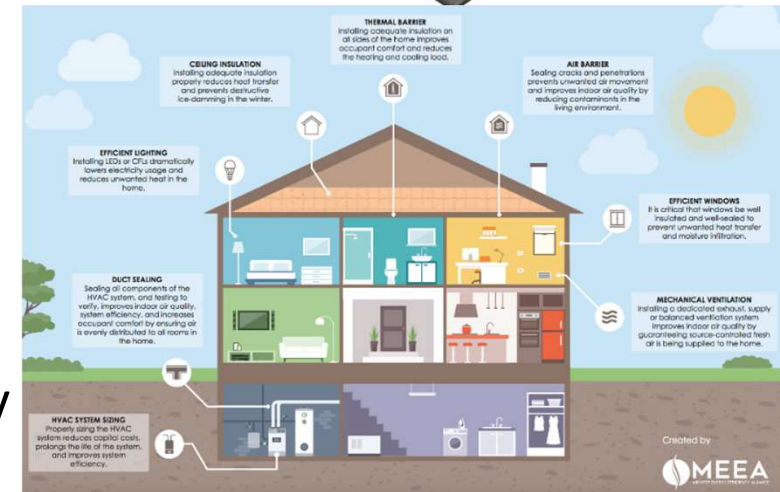 THERMAL BARRIER
Installing adequate insulation on
all sides of the home improves
occupant comfort and reduces
the heating and cooling load.
CEILING INSULATION
Installing adequate insulation
properly reduces heat transfer
and prevents destructive
ice-damming in the winter.
AIR BARRIER
Sealing cracks and penetrations
prevents unwanted air movement
and improves indoor air quality by
reducing contaminants in the
living environment.
EFFICIENT LIGHTING
Installing LEDs or CFLs dramatically
lowers electricity usage and
reduces unwanted heat in the
home.
EFFICIENT WINDOWS
It is critical that windows be well
insulated and well-sealed to
prevent unwanted heat transfer
and moisture infiltration.
DUCT SEALING
Sealing all components of the
HVAC system, and testing to
verify, improves indoor air quality,
system efficiency, and increases
occupant comfort by ensuring air
is evenly distributed to all rooms in
the home.
MECHANICAL VENTILATION
Installing a dedicated exhaust, supply
or balanced ventilation system
improves indoor air quality by
guaranteeing source-controlled fresh
air is being supplied to the home.
y
HVAC SYSTEM SIZING
Properly sizing the HVAC
system reduces capital costs,
prolongs the life of the system,
and improves system
efficiency.
Created by
MEEA
MIDWEST ENERGY EFFICIENCY ALLIANCE